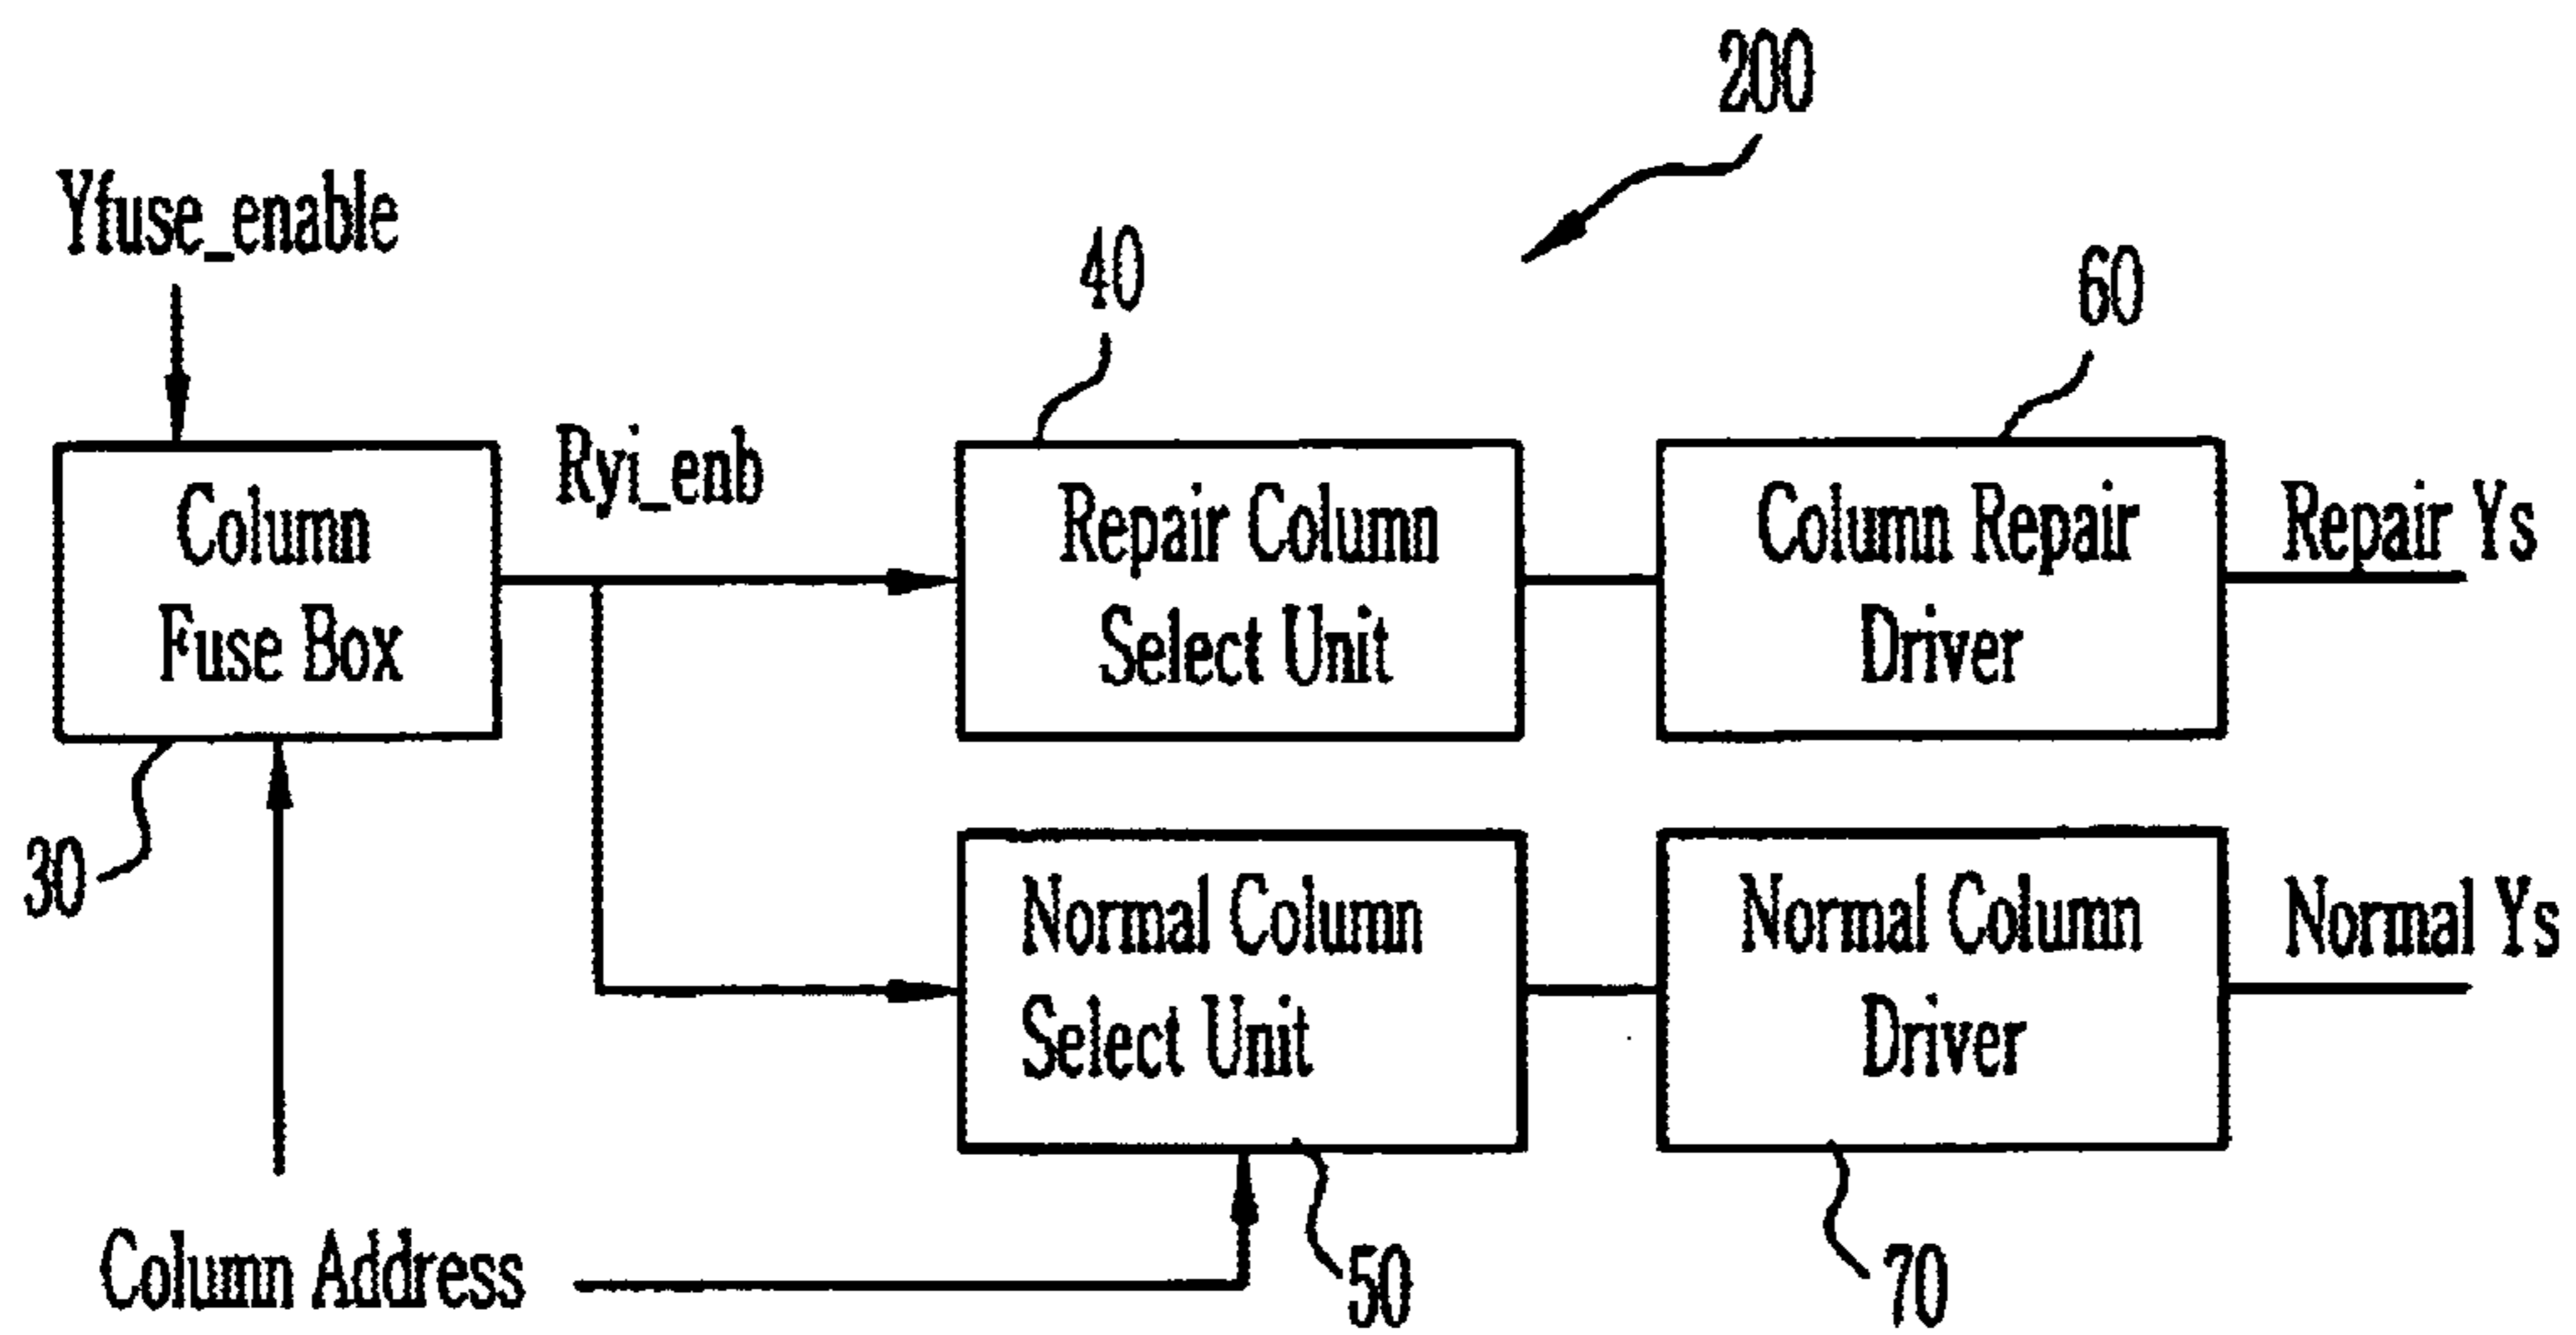 200
Yfuse_enable
40
60
Ryi_enb
Column
Fuse Box
Repair Column
Select Unit
Column Repair
Driver
Repair Ys
30
Normal Column
Select Unit
Normal Column
Driver
Normal Ys
Column Address
50
70